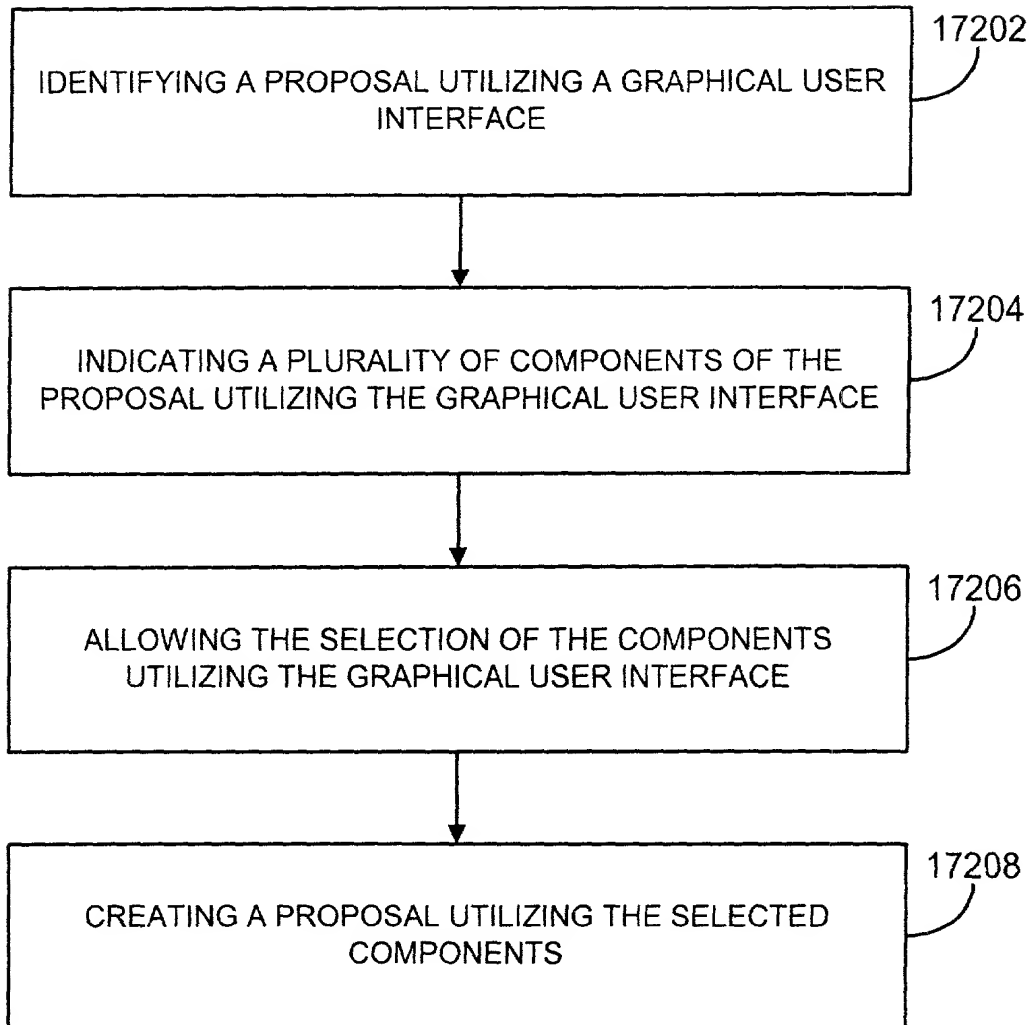 17202
IDENTIFYING A PROPOSAL UTILIZING A GRAPHICAL USER
INTERFACE
17204
INDICATING A PLURALITY OF COMPONENTS OF THE
PROPOSAL UTILIZING THE GRAPHICAL USER INTERFACE
17206
ALLOWING THE SELECTION OF THE COMPONENTS
UTILIZING THE GRAPHICAL USER INTERFACE
17208
CREATING A PROPOSAL UTILIZING THE SELECTED
COMPONENTS